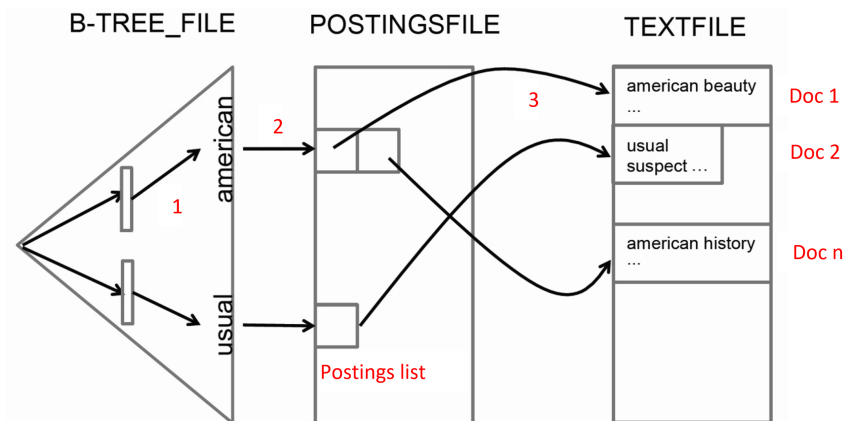 B-TREE_FILE
POSTINGSFILE
TEXTFILE
american
usual
1
2
3
Postings list
american beauty
...
Doc 1
usual
suspect ...
Doc 2
american history
...
Doc n